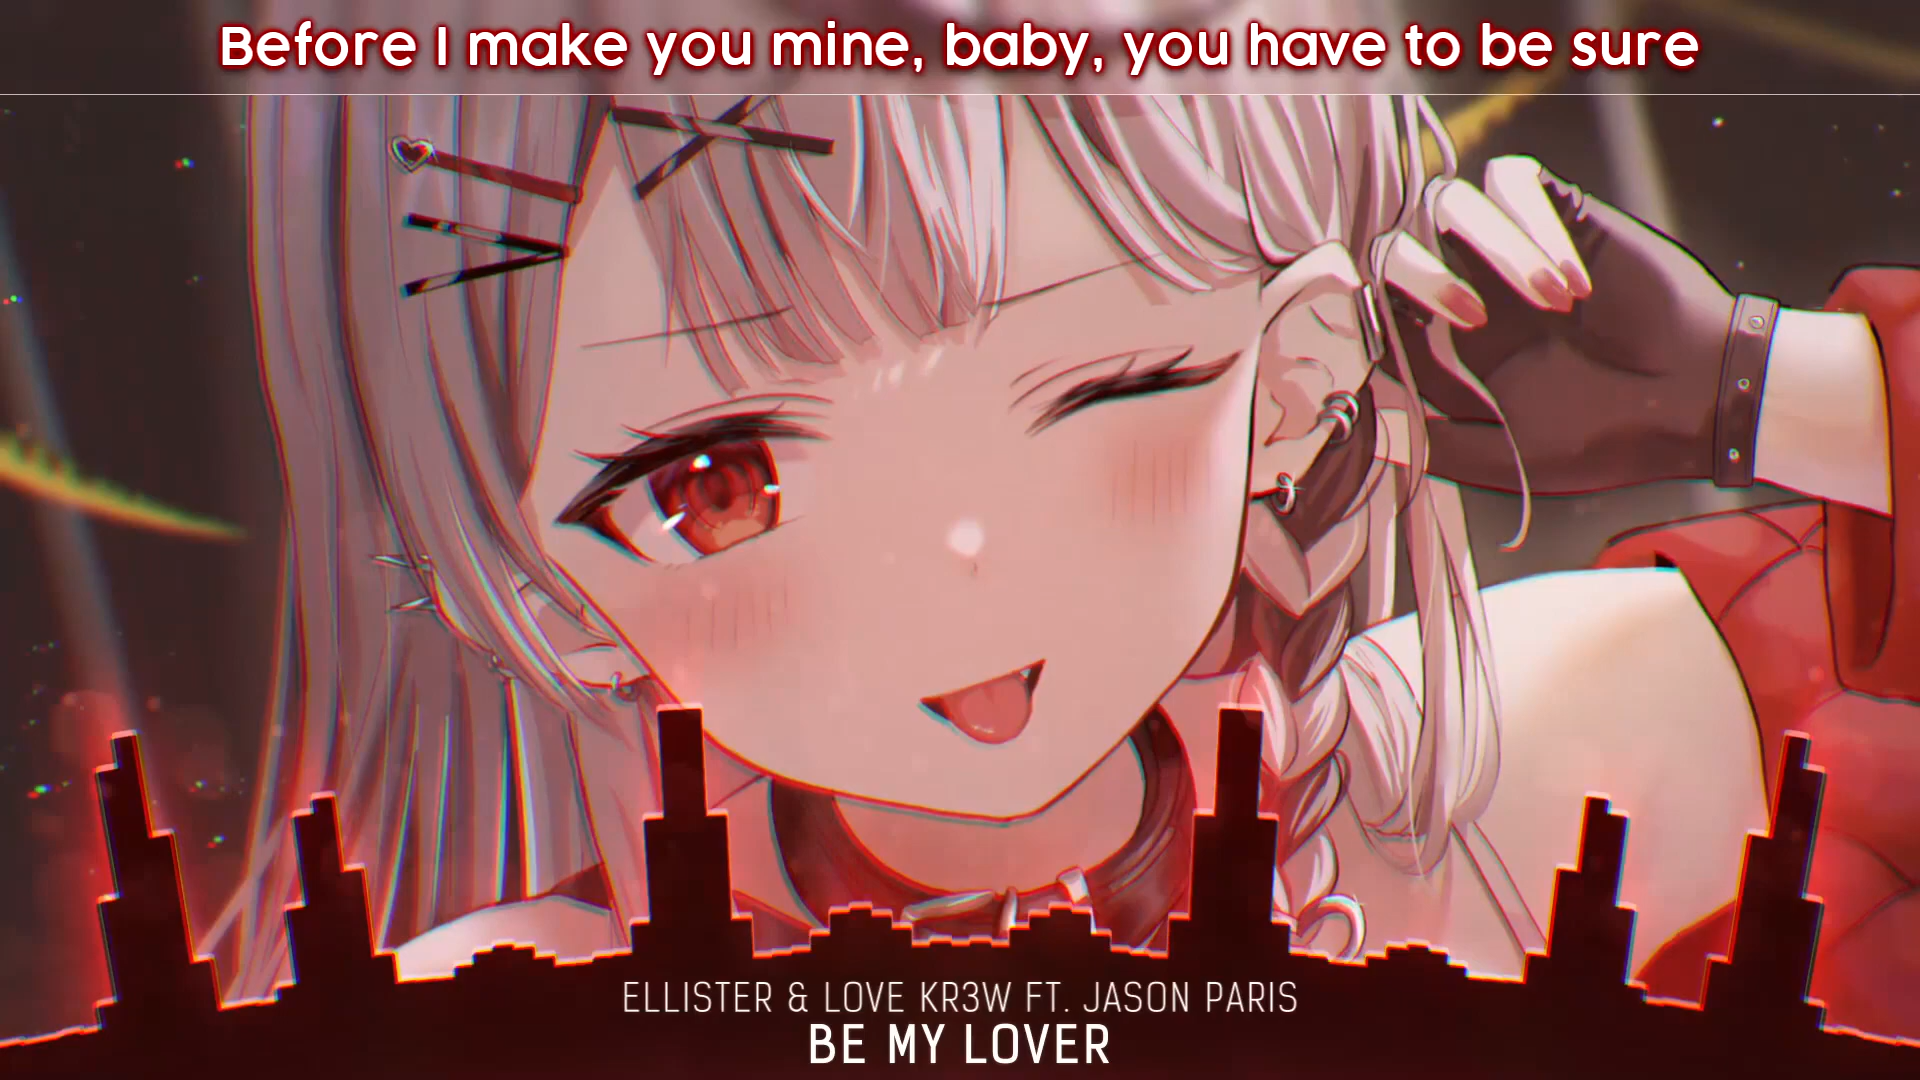 Before I make you mine, baby, you have to be sure
ELLISTER & LOVE KR3W FT. JASON PARIS
BE MY LOVER